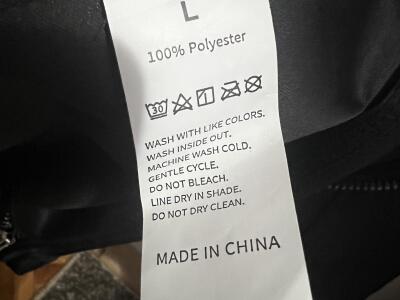 L
100% Polyester
30
WASH WITH LIKE COLORS.
WASH INSIDE OUT.
MACHINE WASH COLD.
GENTLE CYCLE.
DO NOT BLEACH.
LINE DRY IN SHADE.
DO NOT DRY CLEAN.
MADE IN CHINA